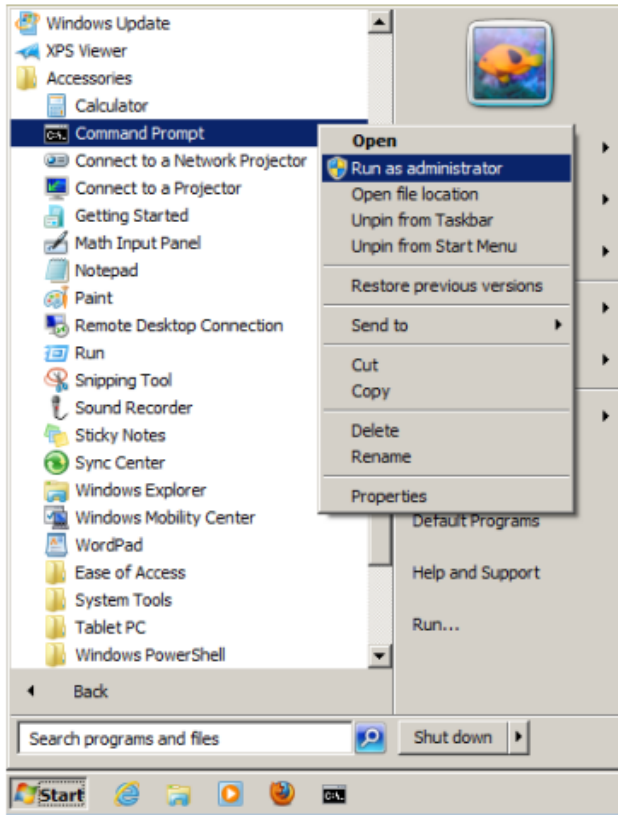 Windows Update
XPS Viewer
Accessories
Calculator
Command Prompt
Connect to a Network Projector
Connect to a Projector
Getting Started
Math Input Panel
Notepad
Paint
Remote Desktop Connection
Run
Snipping Tool
Sound Recorder
Sticky Notes
Sync Center
Windows Explorer
Windows Mobility Center
WordPad
Ease of Access
System Tools
Tablet PC
Windows PowerShell
Back
Search programs and files
Open
Run as administrator
Open file location
Unpin from Taskbar
Unpin from Start Menu
Restore previous versions
Send to
Cut
Copy
Delete
Rename
Properties
Default Programs
Help and Support
Run...
Shut down
Start
C:\.
C:\.